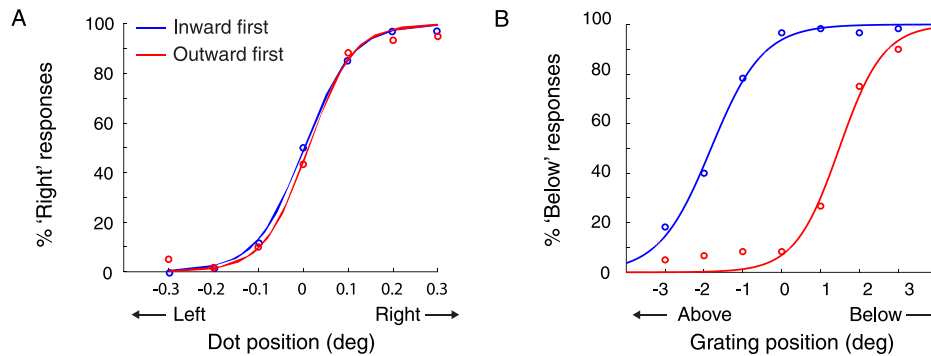 A
Inward first
Outward first
% 'Right' responses
100
80
60
40
20
0
-0.3 -0.2 -0.1 0 0.1 0.2 0.3
Left Right
Dot position (deg)
B
% 'Below' responses
100
80
60
40
20
0
-3 -2 -1 0 1 2 3
Above Below
Grating position (deg)